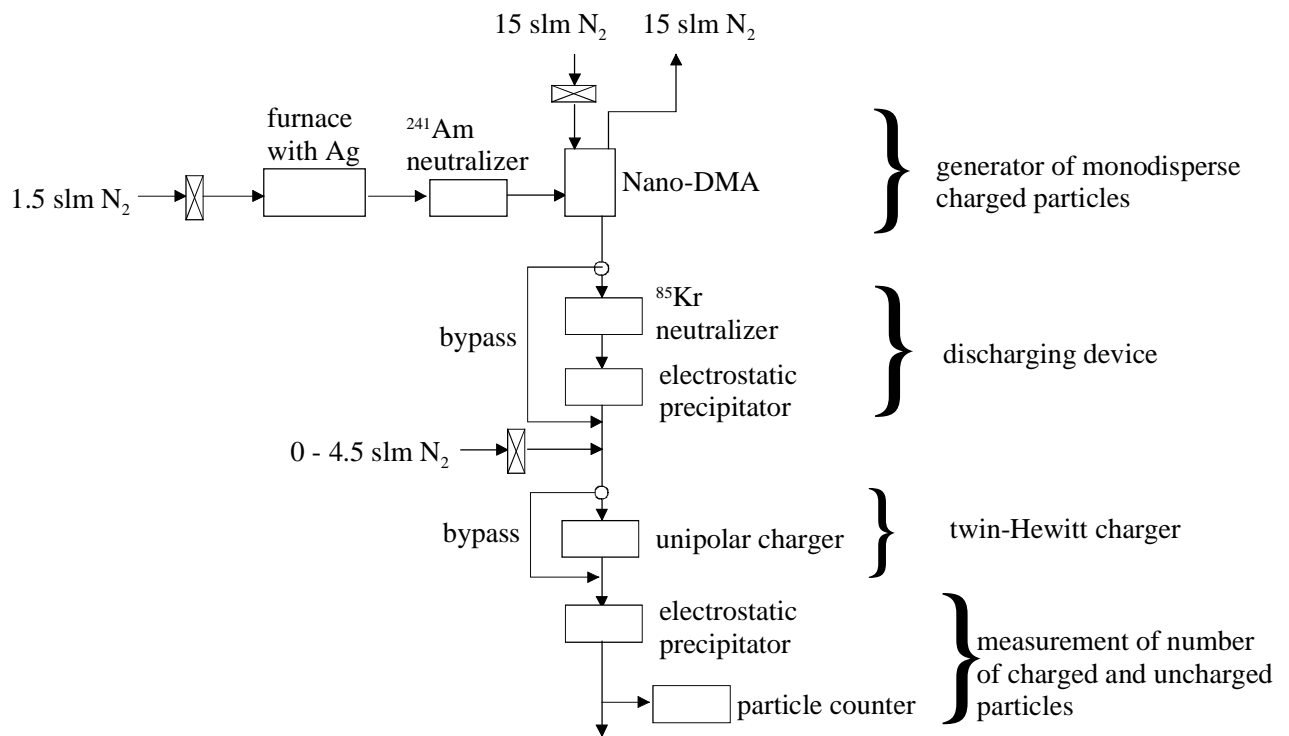 15 slm N₂
15 slm N₂
furnace
with Ag
²⁴¹Am
neutralizer
1.5 slm N₂
Nano-DMA
generator of monodisperse
charged particles
⁸⁵Kr
neutralizer
bypass
electrostatic
precipitator
discharging device
0 - 4.5 slm N₂
bypass
unipolar charger
twin-Hewitt charger
electrostatic
precipitator
particle counter
measurement of number
of charged and uncharged
particles